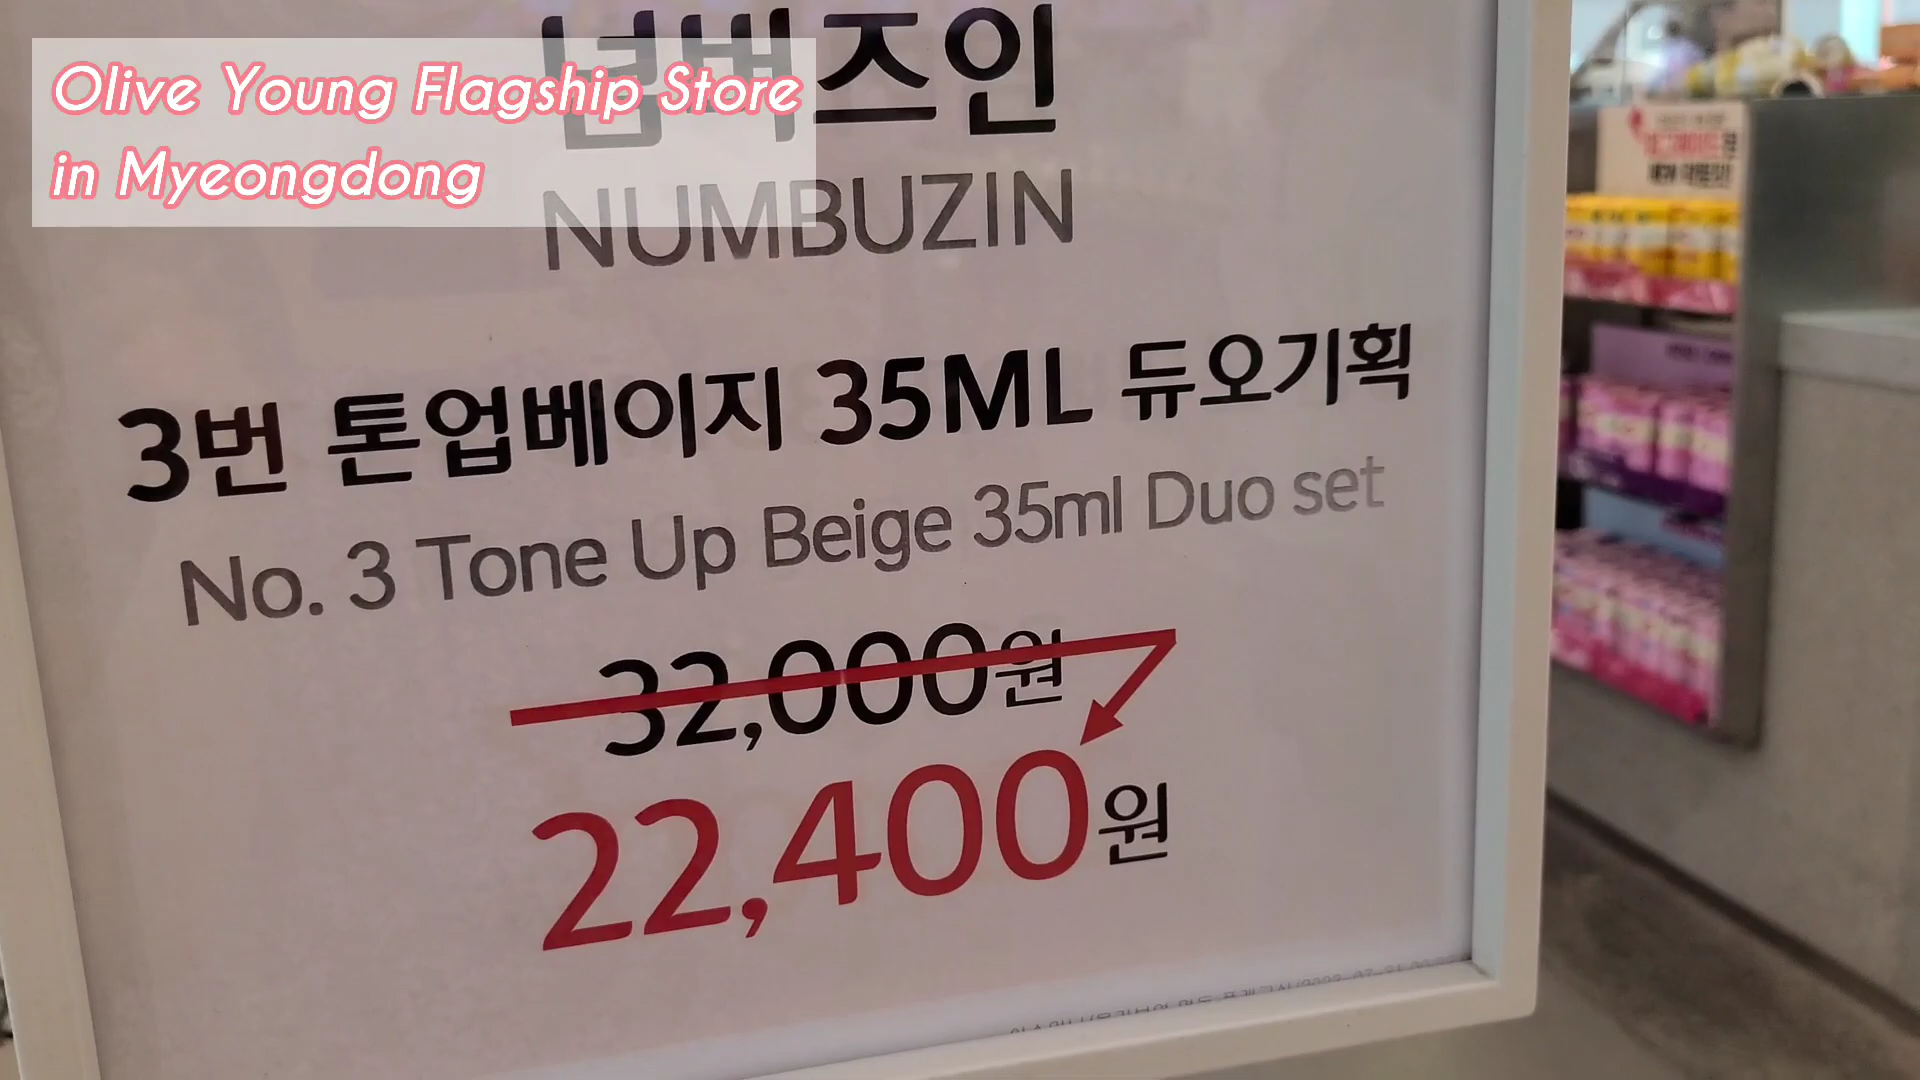 Olive Young Flagship Store
in Myeongdong
넘버즈인
NUMBUZIN
3번 톤업베이지 35ML 듀오기획
No. 3 Tone Up Beige 35ml Duo set
32,000원
22,400원